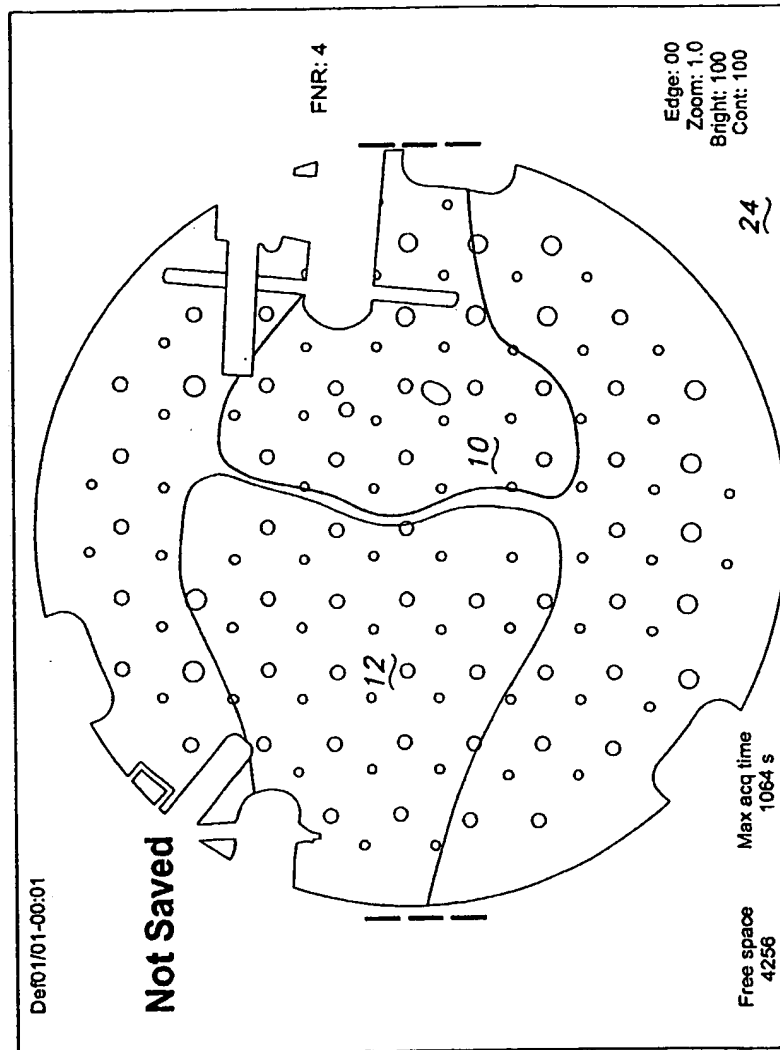 Def01/01-00:01
FNR: 4
Not Saved
12
10
Edge: 00
Zoom: 1.0
Bright: 100
Cont: 100
24
Free space
4256
Max acq time
1064 s